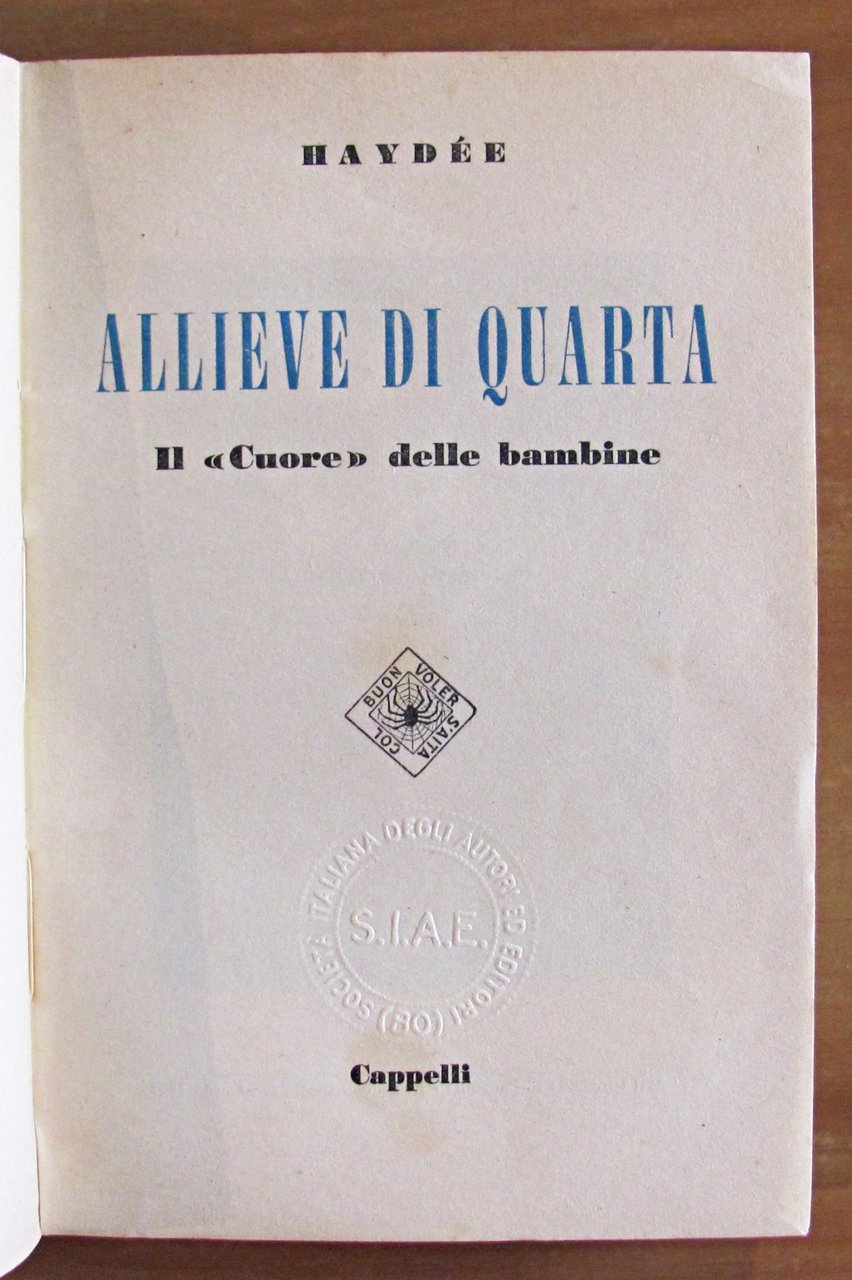 HAYDÉE
ALLIEVE DI QUARTA
Il «Cuore» delle bambine
COL BUON VOLER S'AITA
SOCIETÀ ITALIANA DEGLI AUTORI ED EDITORI
S.I.A.E.
(BO)
Cappelli